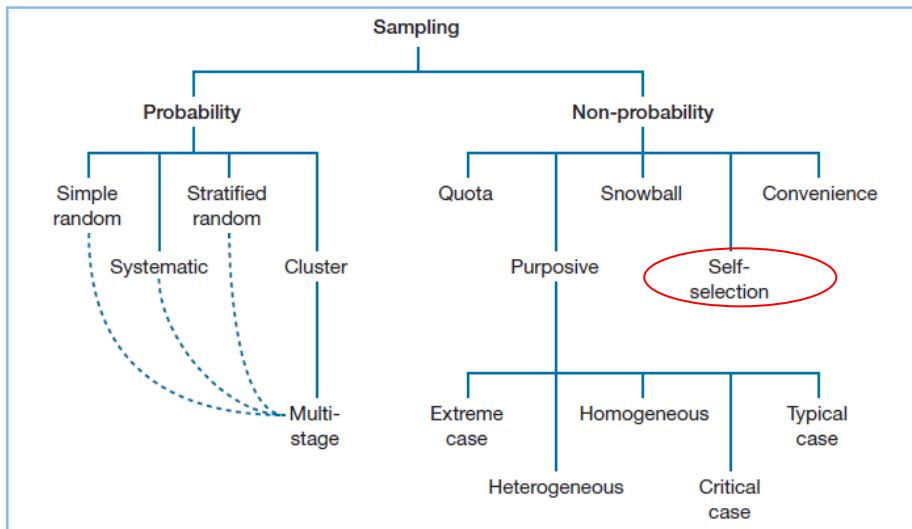 Sampling
Probability
Non-probability
Simple
random
Stratified
random
Systematic
Cluster
Multi-
stage
Quota
Snowball
Convenience
Purposive
Self-
selection
Extreme
case
Homogeneous
Typical
case
Heterogeneous
Critical
case